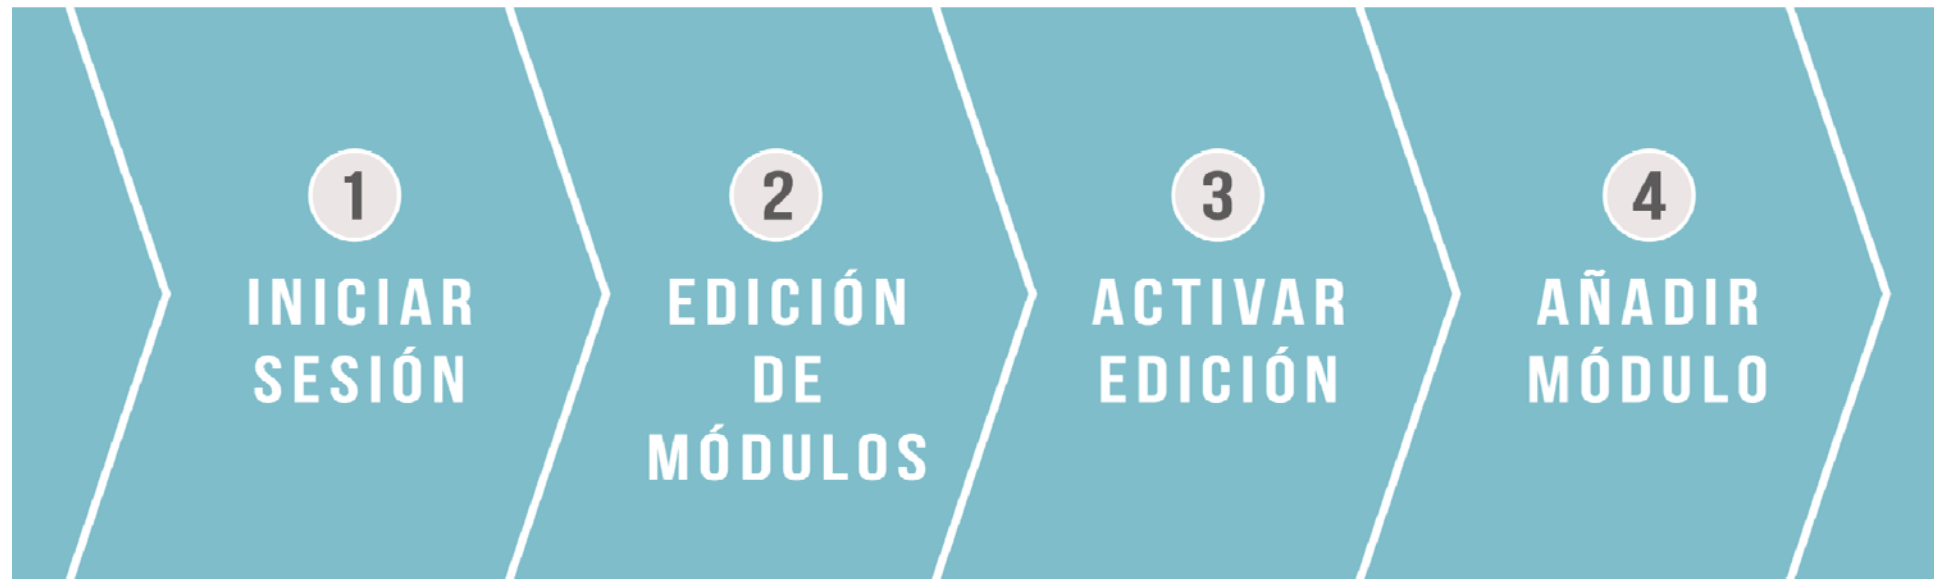 1
INICIAR
SESIÓN
2
EDICIÓN
DE
MÓDULOS
3
ACTIVAR
EDICIÓN
4
AÑADIR
MÓDULO